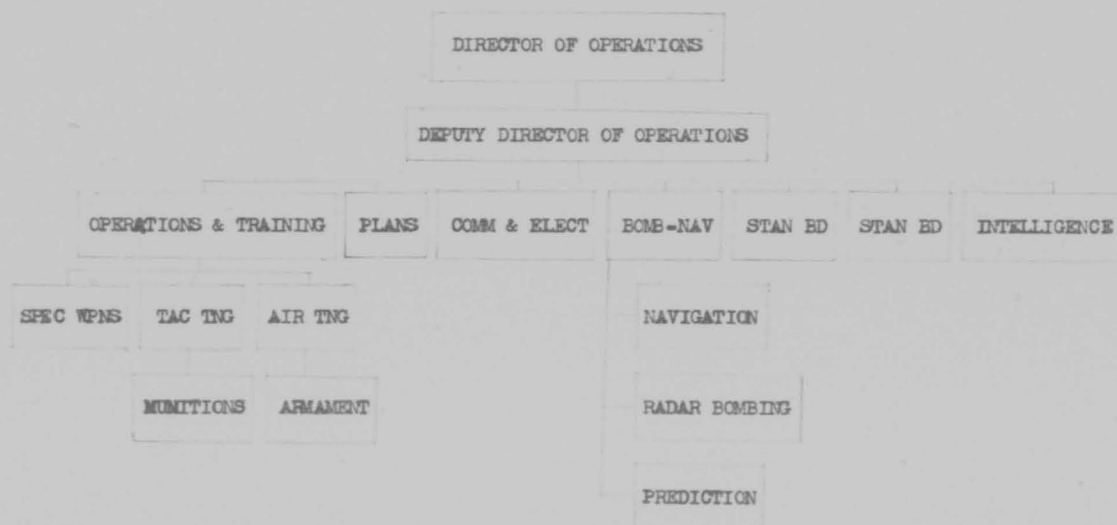 DIRECTOR OF OPERATIONS
DEPUTY DIRECTOR OF OPERATIONS
OPERATIONS & TRAINING PLANS COMM & ELECT BOMB-NAV STAN BD STAN BD INTELLIGENCE
SPEC WPNS TAC TNG AIR TNG NAVIGATION
MUNITIONS ARMAMENT RADAR BOMBING
PREDICTION